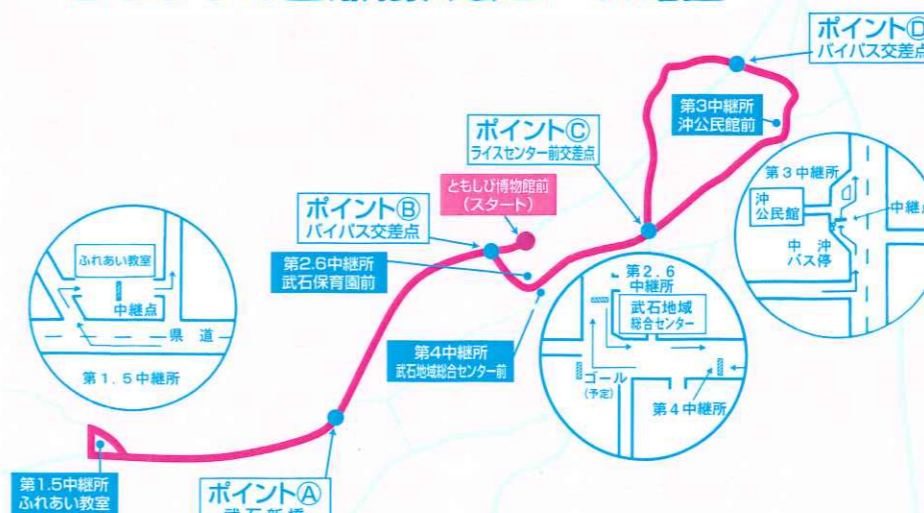 ポイントⒹ
バイパス交差点
第3中継所
沖公民館前
ポイントⒸ
ライスセンター前交差点
ともしび博物館前
(スタート)
ポイントⒷ
バイパス交差点
第2.6中継所
武石保育園前
第3中継所
沖
公民館
中継点
中 沖
バス停
ふれあい教室
中継点
県 道
第1.5中継所
第2.6
中継所
武石地域
総合センター
ゴール
(予定)
第4中継所
第4中継所
武石地域総合センター前
第1.5中継所
ふれあい教室
ポイントⒶ
武石新橋